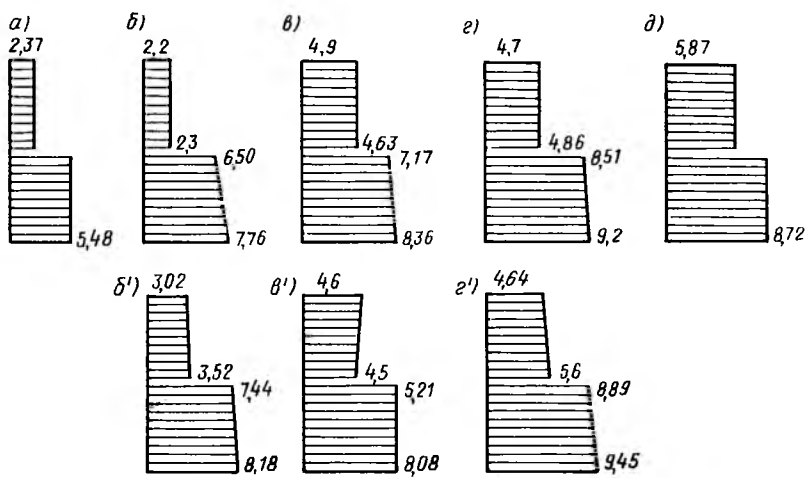 а) б) в) г) д)
2,37 2,2 4,9 4,7 5,87
2,3 4,63 4,86
6,50 7,17 8,51
5,48 7,76 8,36 9,2 8,72
б') в') г')
3,02 4,6 4,64
3,52 4,5 5,6
7,44 5,21 8,89
8,18 8,08 9,45